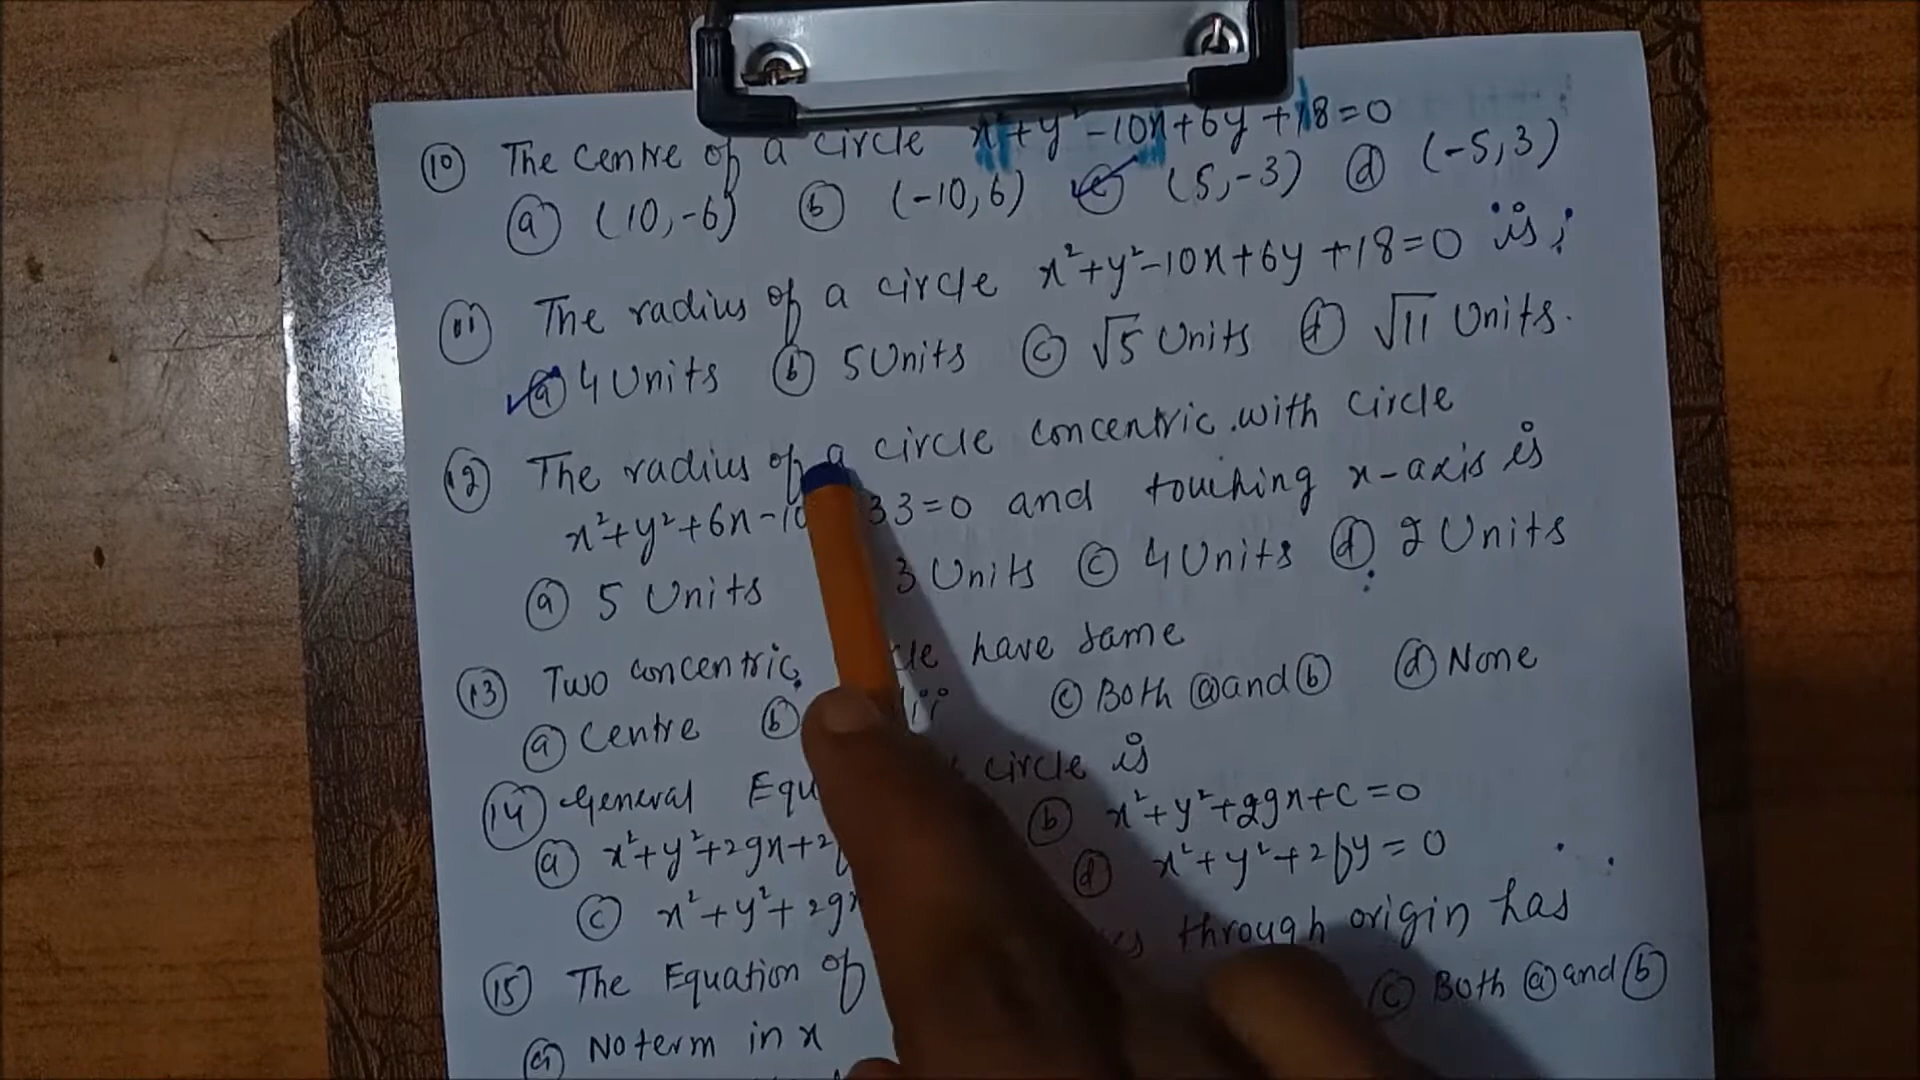 ⑩ The Centre of a circle x²+y²-10x+6y+18=0
ⓐ (10,-6) ⓑ (-10,6) ⓒ (5,-3) ⓓ (-5,3)
⑪ The radius of a circle x²+y²-10x+6y+18=0 is;
ⓐ 4 Units ⓑ 5 Units ⓒ √5 Units ⓓ √11 Units.
⑫ The radius of a circle concentric with circle
x²+y²+6x-10 33=0 and touching x-axis is
ⓐ 5 Units 3 Units ⓒ 4 Units ⓓ 2 Units
⑬ Two concentric have same
ⓐ Centre ⓑ ⓒ Both ⓐ and ⓑ ⓓ None
⑭ General circle is
ⓐ x²+y²+2gx+2 ⓑ x²+y²+2gx+c=0
ⓒ x²+y²+2g ⓓ x²+y²+2fy=0
⑮ The Equation of through origin has
ⓐ No term in x ⓒ Both ⓐ and ⓑ